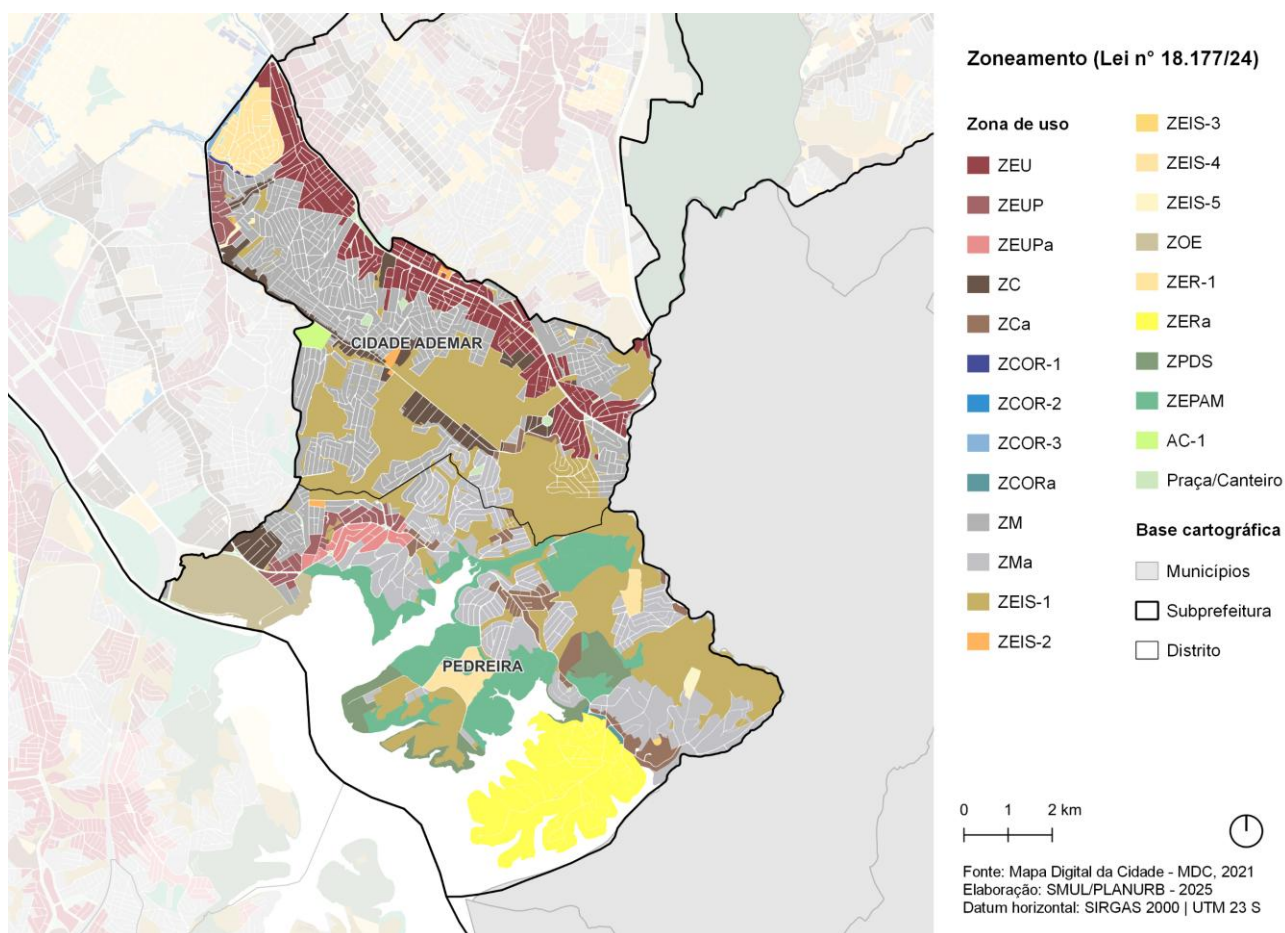 Zoneamento (Lei n° 18.177/24)
Zona de uso
ZEU
ZEUP
ZEUPa
ZC
ZCa
ZCOR-1
ZCOR-2
ZCOR-3
ZCORa
ZM
ZMa
ZEIS-1
ZEIS-2
ZEIS-3
ZEIS-4
ZEIS-5
ZOE
ZER-1
ZERa
ZPDS
ZEPAM
AC-1
Praça/Canteiro
Base cartográfica
Municípios
Subprefeitura
Distrito
CIDADE ADEMAR
PEDREIRA
0 1 2 km
Fonte: Mapa Digital da Cidade - MDC, 2021
Elaboração: SMUL/PLANURB - 2025
Datum horizontal: SIRGAS 2000 | UTM 23 S